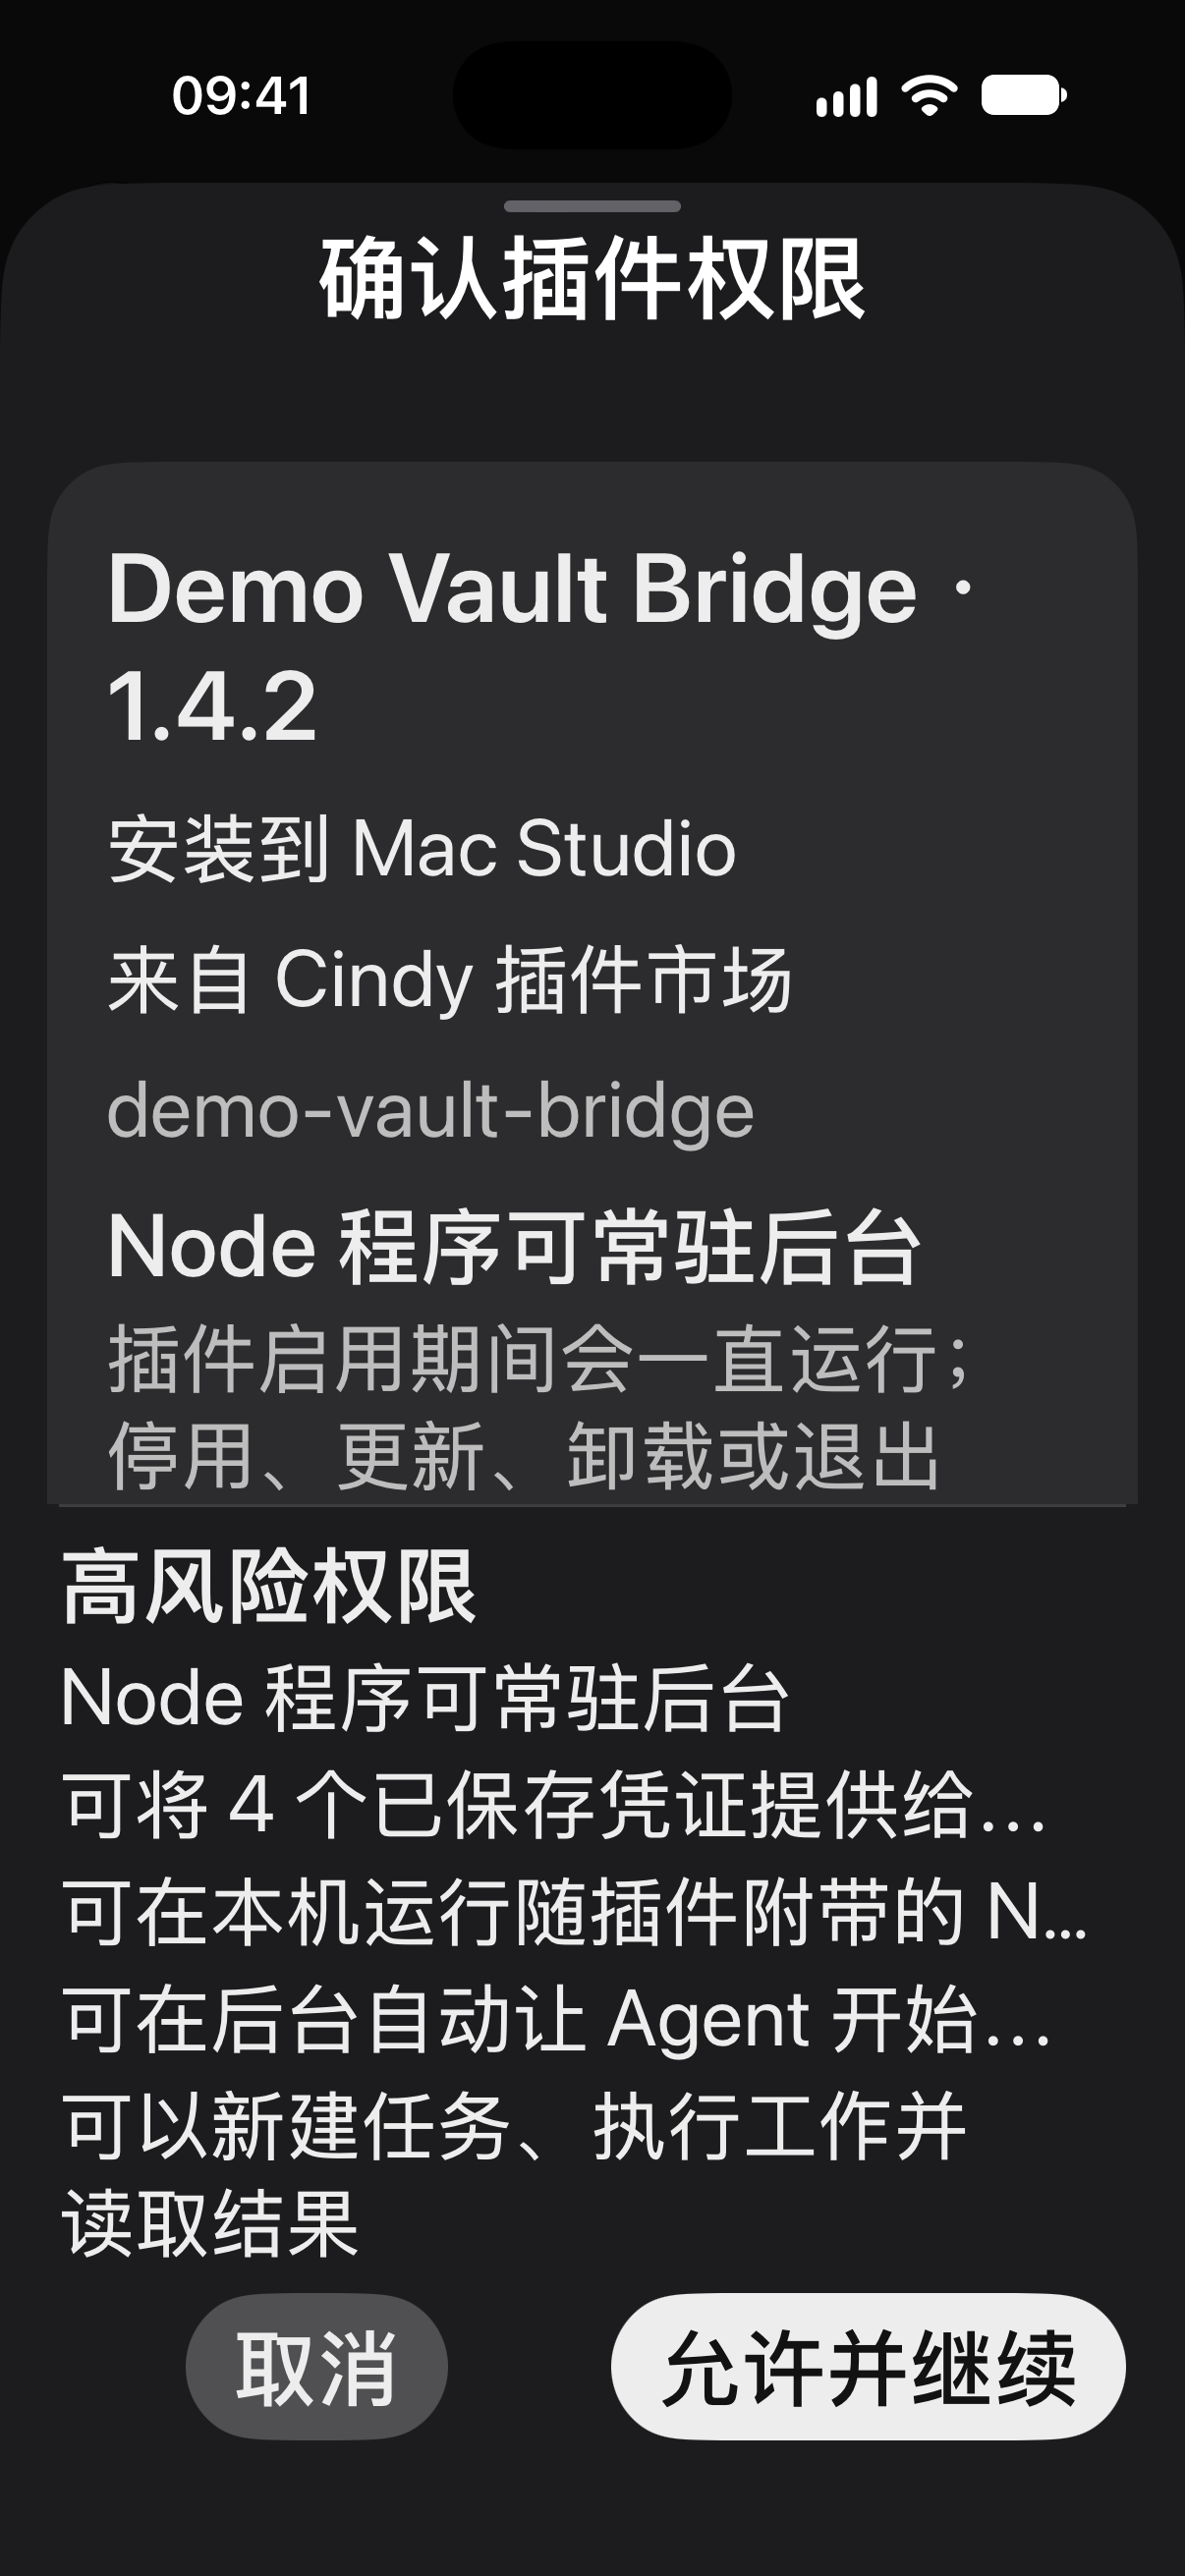 09:41
确认插件权限
Demo Vault Bridge ·
1.4.2
安装到 Mac Studio
来自 Cindy 插件市场
demo-vault-bridge
Node 程序可常驻后台
插件启用期间会一直运行；
停用、更新、卸载或退出
高风险权限
Node 程序可常驻后台
可将 4 个已保存凭证提供给…
可在本机运行随插件附带的 N…
可在后台自动让 Agent 开始…
可以新建任务、执行工作并
读取结果
取消
允许并继续